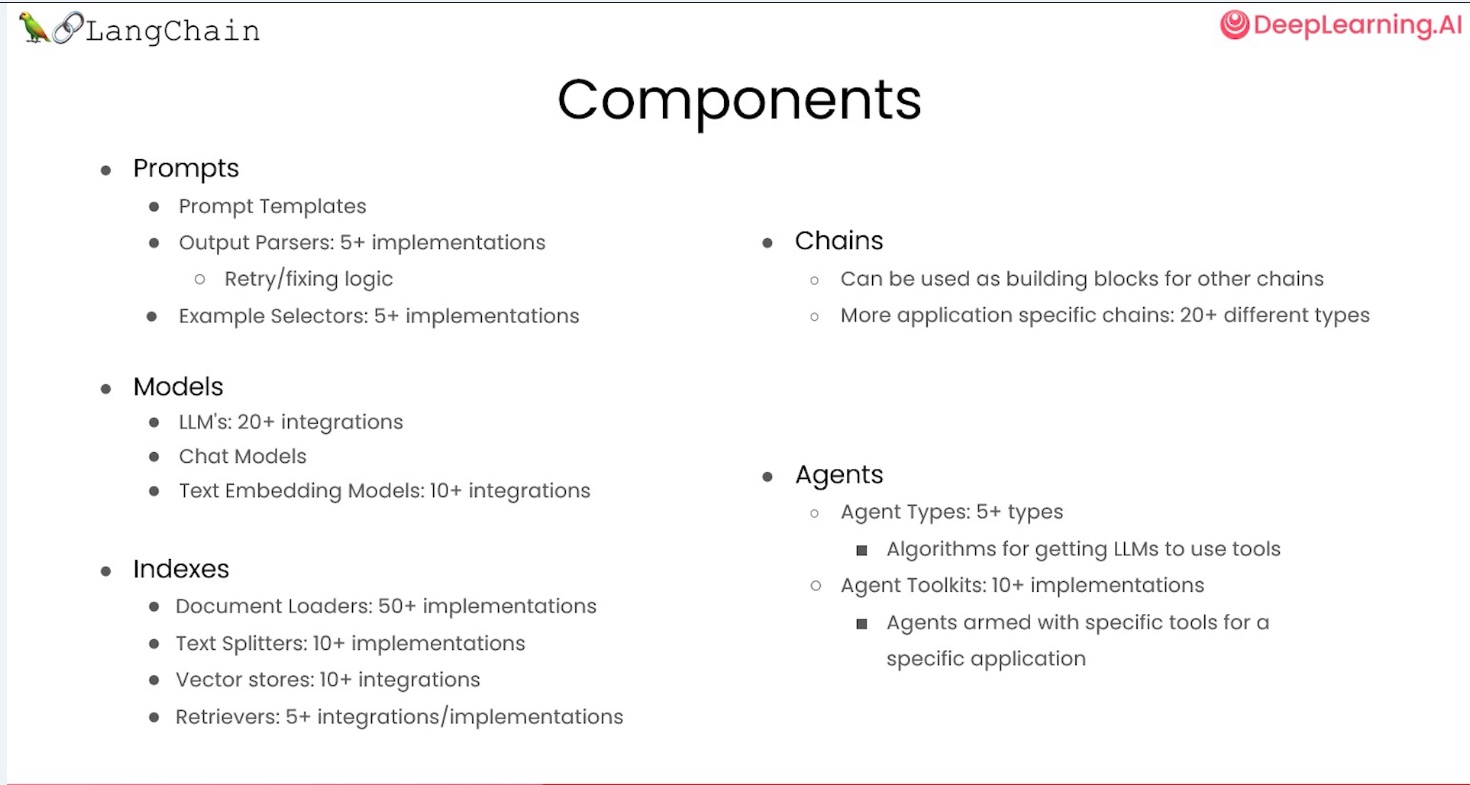 LangChain
DeepLearning.AI
Components
Prompts
Prompt Templates
Output Parsers: 5+ implementations
Retry/fixing logic
Example Selectors: 5+ implementations
Models
LLM's: 20+ integrations
Chat Models
Text Embedding Models: 10+ integrations
Indexes
Document Loaders: 50+ implementations
Text Splitters: 10+ implementations
Vector stores: 10+ integrations
Retrievers: 5+ integrations/implementations
Chains
Can be used as building blocks for other chains
More application specific chains: 20+ different types
Agents
Agent Types: 5+ types
Algorithms for getting LLMs to use tools
Agent Toolkits: 10+ implementations
Agents armed with specific tools for a
specific application